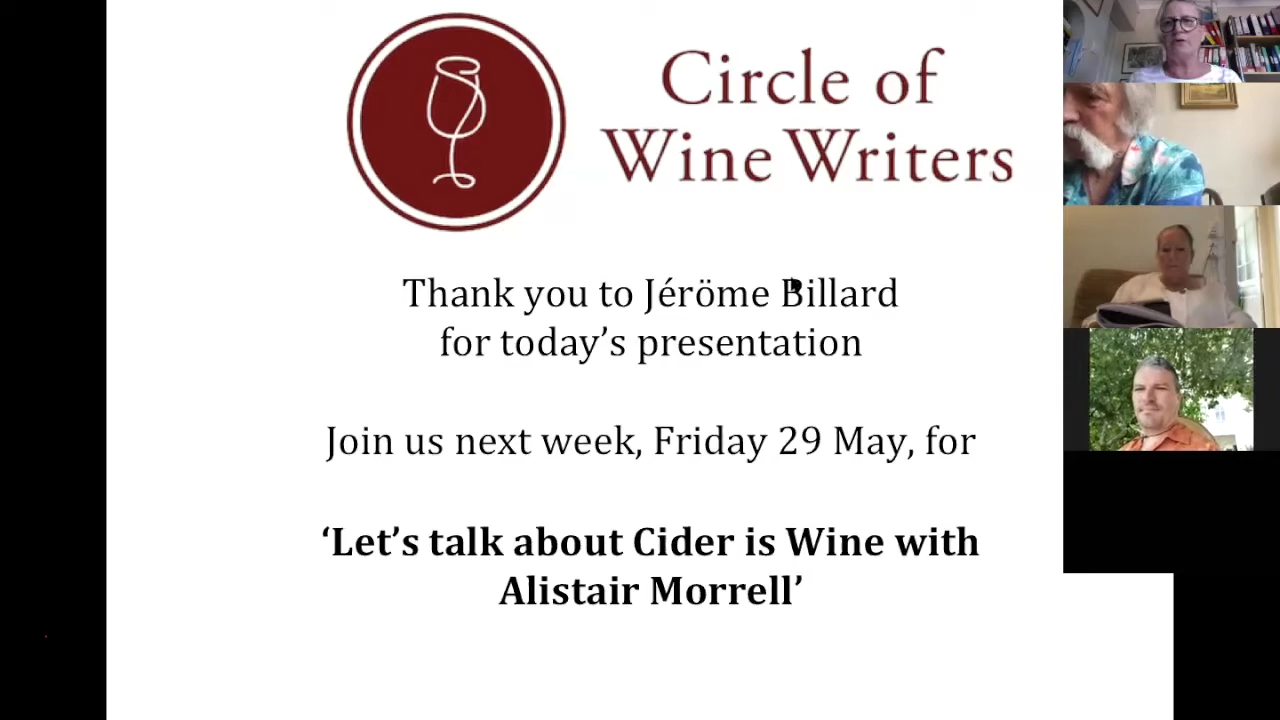 Circle of
Wine Writers
Thank you to Jéröme Billard
for today’s presentation
Join us next week, Friday 29 May, for
‘Let’s talk about Cider is Wine with
Alistair Morrell’